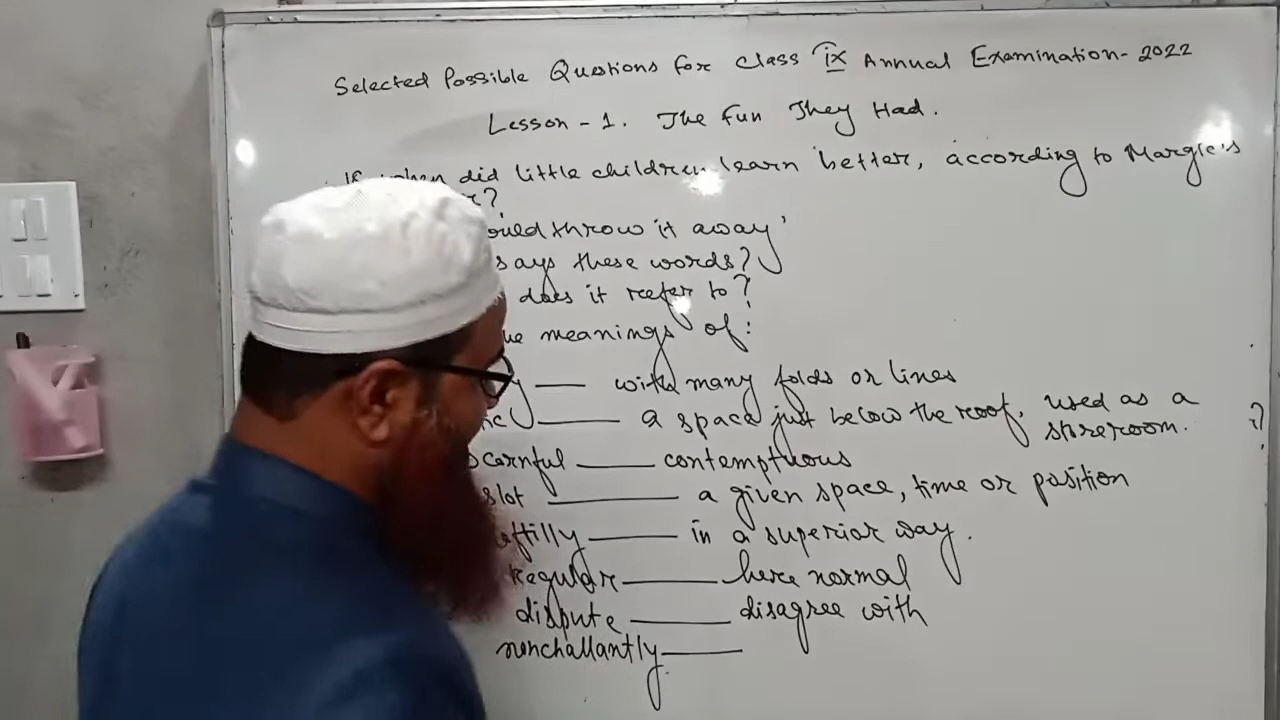 Selected Possible Questions for class ix Annual Examination - 2022
Lesson - 1. The Fun They Had.
when did little children learn better, according to Margie's
throw it away'
says these words?
does it reefer to?
meanings of:
with many folds or lines
a space just below the roof, used as a
storeroom.
scornful contemptuous
slot a given space, time or position
in a superior way.
Regular here normal
dispute disagree with
nonchallantly